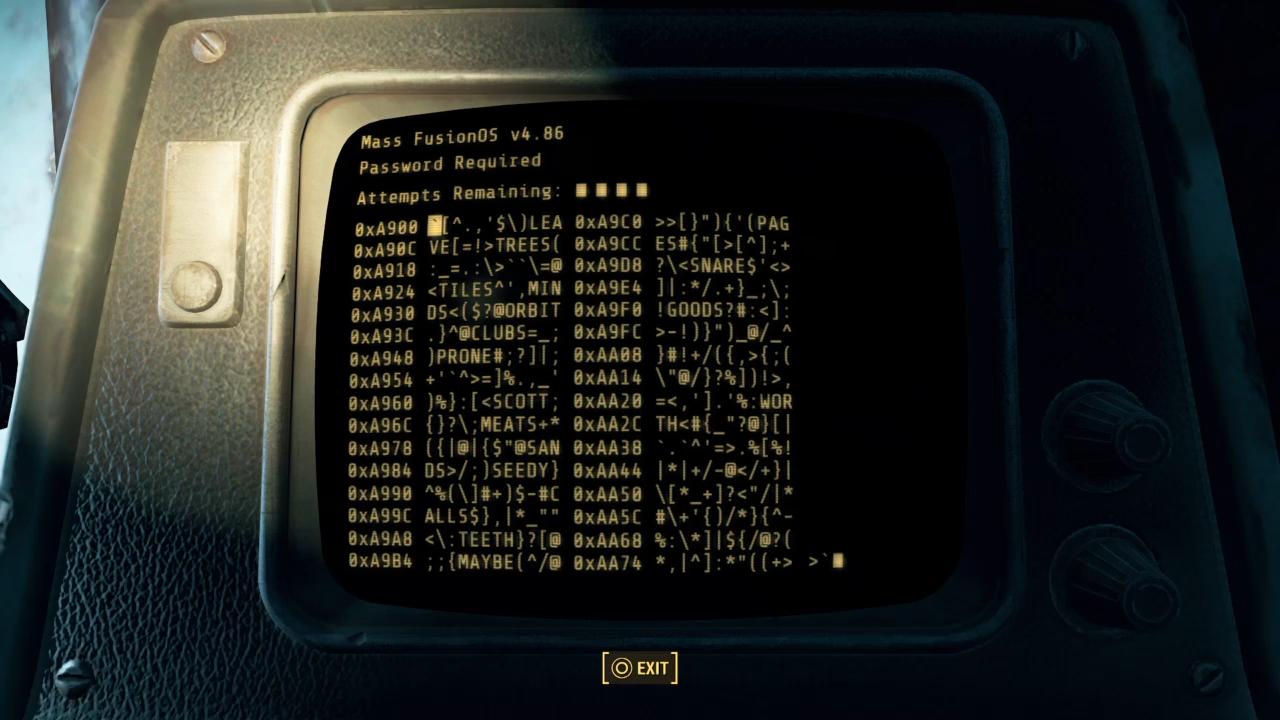 Mass FusionOS v4.86
Password Required
Attempts Remaining: ■ ■ ■ ■
0xA900 `[^.,'$\)LEA 0xA9C0 >>[}"){'(PAG
0xA90C VE[=!>TREES( 0xA9CC ES#{"[>[^];+
0xA918 :_=.:\>``\=@ 0xA9D8 ?\<SNARE$'<>
0xA924 <TILES^',MIN 0xA9E4 ]|:*/.+}_;\;
0xA930 DS<($?@ORBIT 0xA9F0 !GOODS?#:<]:
0xA93C .}^@CLUBS=_; 0xA9FC >-!)}")_@/_^
0xA948 )PRONE#;?]|; 0xAA08 }#!+/({,>{;(
0xA954 +'`^>=]%.,_' 0xAA14 \"@/}?%])!>,
0xA960 )%}:[<SCOTT; 0xAA20 =<,'].'%:WOR
0xA96C {}?\;MEATS+* 0xAA2C TH<#{_"?@}[|
0xA978 ({|@|{$"@SAN 0xAA38 `.`^'=>.%[%!
0xA984 DS>/;)SEEDY} 0xAA44 |*|+/-@</+}|
0xA990 ^%(\]#+)$-#C 0xAA50 \[*_+]?<"/|*
0xA99C ALLS$},|*_"" 0xAA5C #\+'{)/*}{^-
0xA9A8 <\:TEETH}?[@ 0xAA68 %:\*]|${/@?(
0xA9B4 ;;{MAYBE(^/@ 0xAA74 *,|^]:*"((+> >`■
EXIT